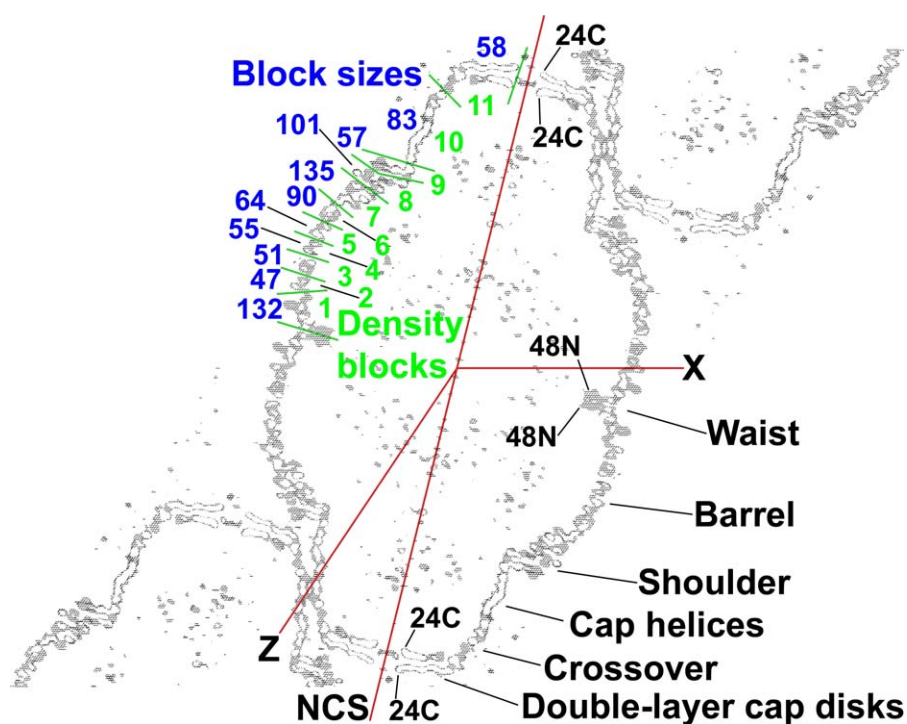 58
24C
Block sizes
11
83
24C
101
57
10
135
9
64
90
8
7
55
6
5
51
4
3
47
2
1
132
Density
blocks
48N
X
48N
Waist
Barrel
Shoulder
24C
Cap helices
Z
Crossover
NCS
24C
Double-layer cap disks